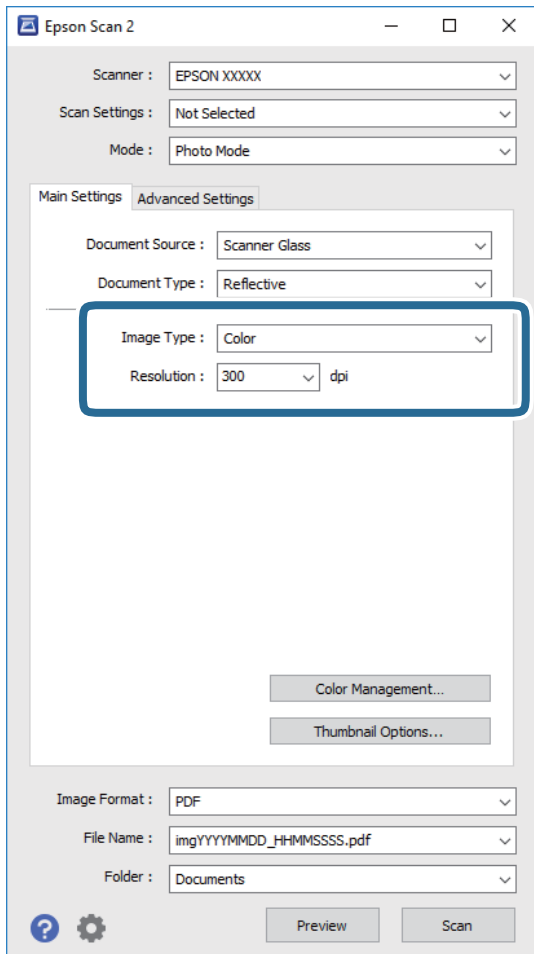 Epson Scan 2
Scanner : EPSON XXXXX
Scan Settings : Not Selected
Mode : Photo Mode
Main Settings Advanced Settings
Document Source : Scanner Glass
Document Type : Reflective
Image Type : Color
Resolution : 300 dpi
Color Management...
Thumbnail Options...
Image Format : PDF
File Name : imgYYYYMMDD_HHMMSSSS.pdf
Folder : Documents
? Preview Scan